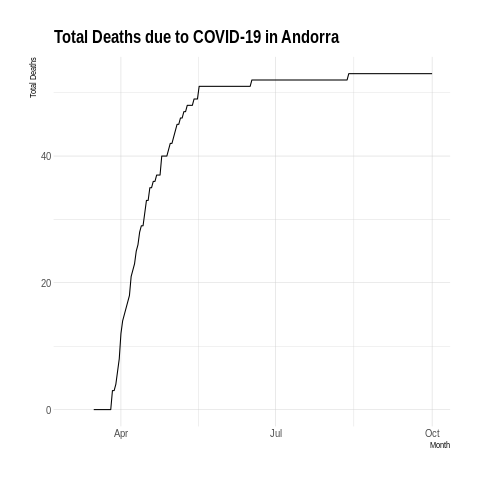 Total Deaths due to COVID-19 in Andorra
Total Deaths
40
20
0
Apr Jul Oct
Month